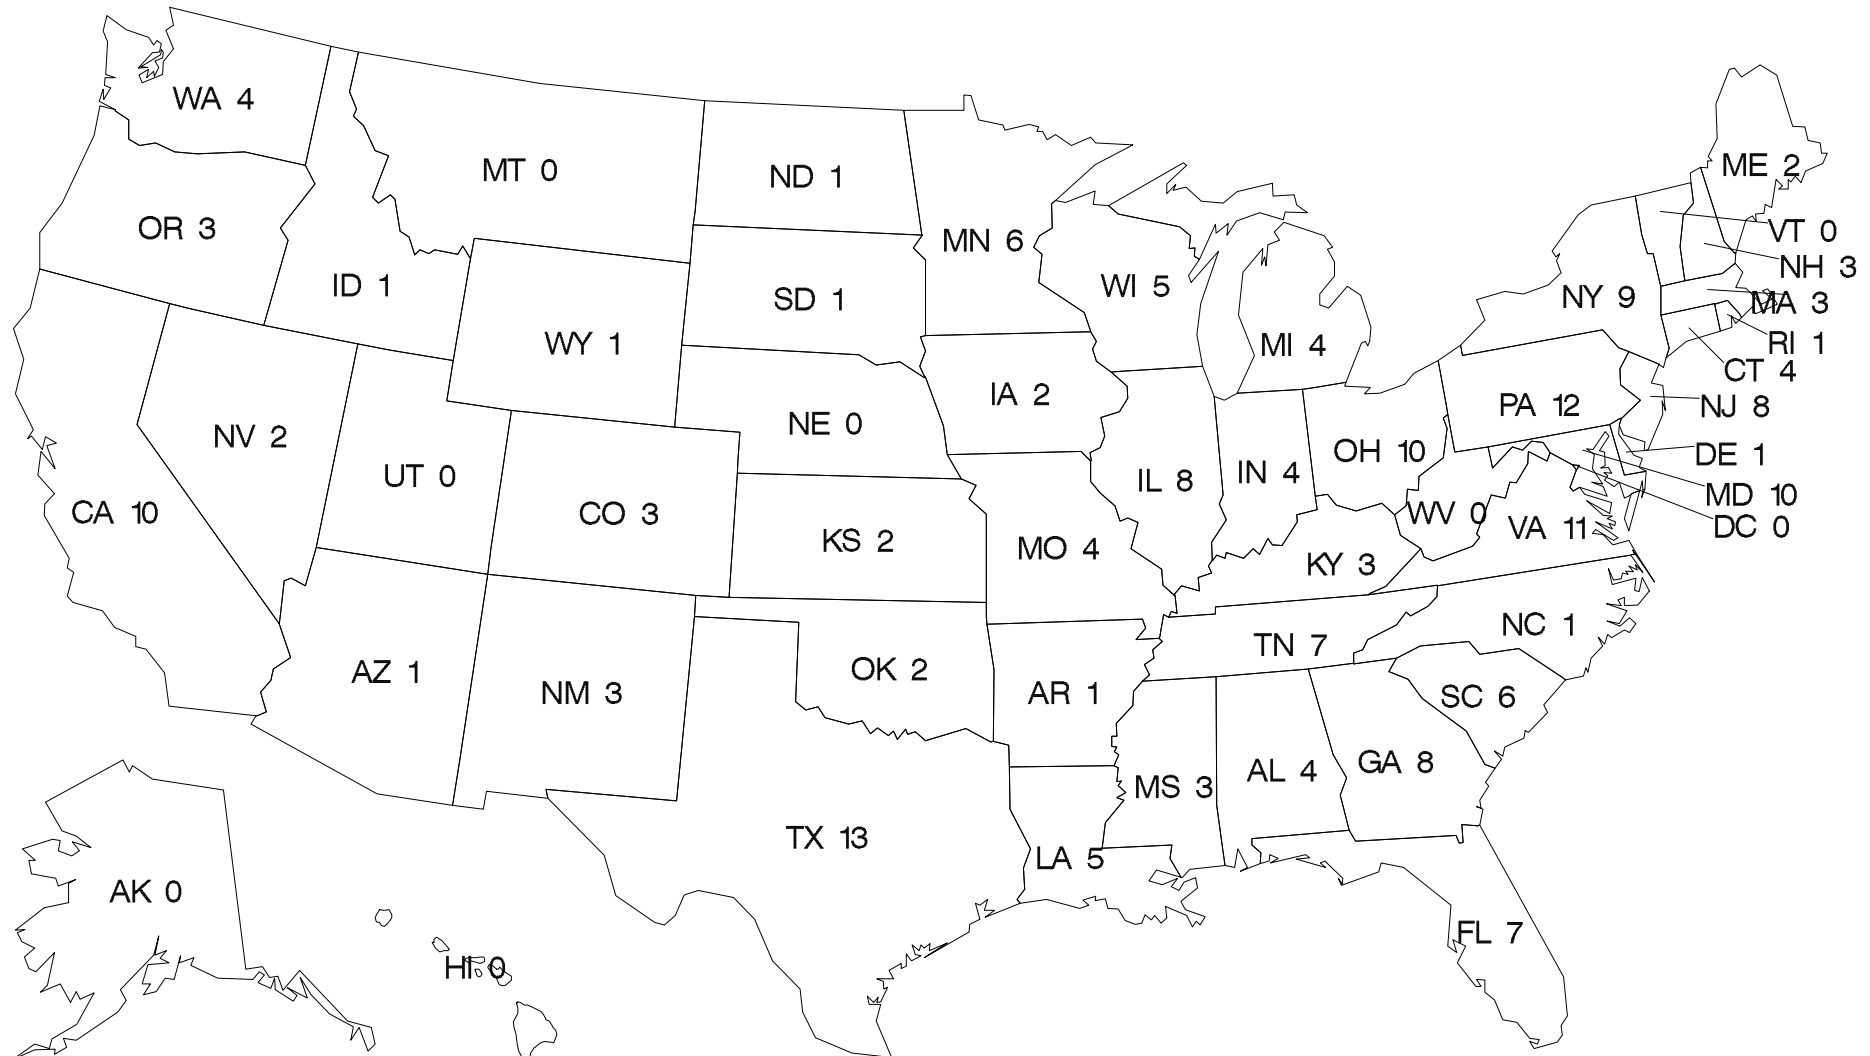 WA 4
ME 2
MT 0
ND 1
OR 3
VT 0
MN 6
NH 3
ID 1
WI 5
NY 9
SD 1
MA 3
WY 1
MI 4
RI 1
CT 4
IA 2
PA 12
NJ 8
NE 0
NV 2
OH 10
DE 1
UT 0
IN 4
IL 8
MD 10
CA 10
CO 3
WV 0
VA 11
DC 0
KS 2
MO 4
KY 3
NC 1
TN 7
AZ 1
OK 2
NM 3
AR 1
SC 6
GA 8
AL 4
MS 3
TX 13
LA 5
AK 0
FL 7
HI 0